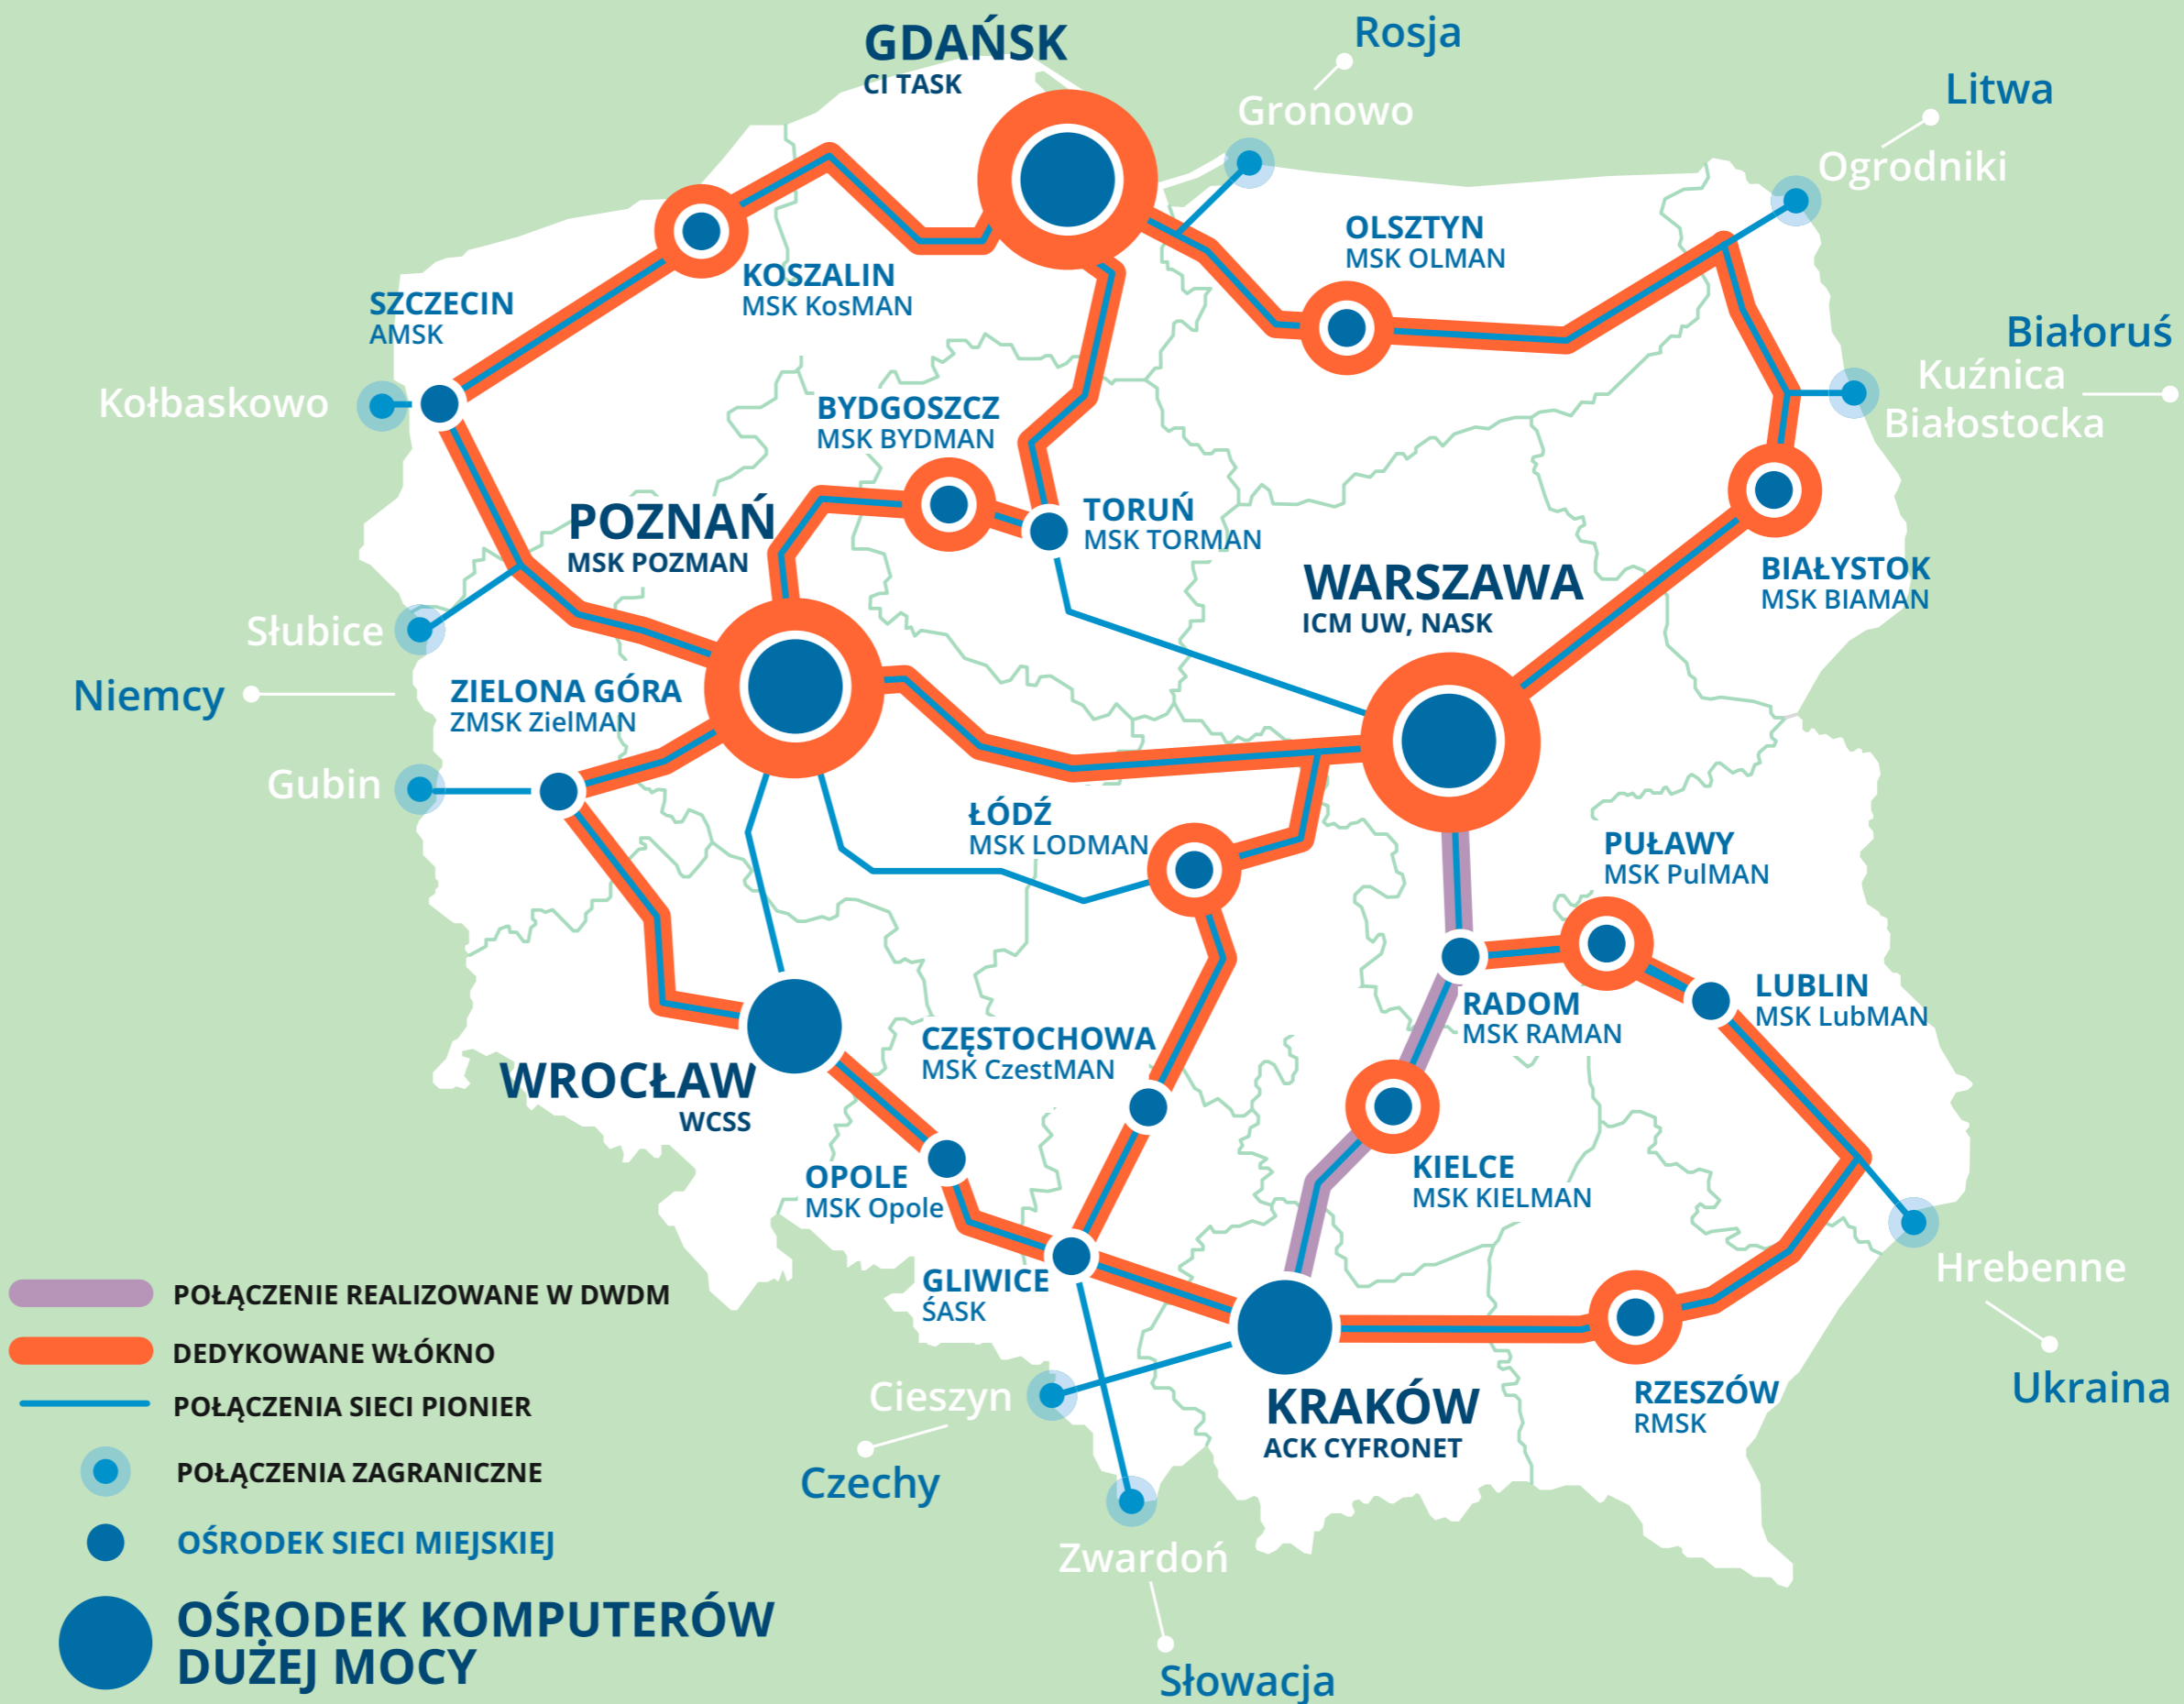 GDAŃSK
CI TASK
Rosja
Gronowo
Litwa
Ogrodniki
OLSZTYN
MSK OLMAN
KOSZALIN
MSK KosMAN
SZCZECIN
AMSK
Białoruś
Kuźnica
Białostocka
Kołbaskowo
BYDGOSZCZ
MSK BYDMAN
POZNAŃ
MSK POZMAN
TORUŃ
MSK TORMAN
WARSZAWA
ICM UW, NASK
BIAŁYSTOK
MSK BIAMAN
Słubice
Niemcy
ZIELONA GÓRA
ZMSK ZielMAN
Gubin
ŁÓDŹ
MSK LODMAN
PUŁAWY
MSK PulMAN
LUBLIN
MSK LubMAN
RADOM
MSK RAMAN
CZĘSTOCHOWA
MSK CzestMAN
WROCŁAW
WCSS
OPOLE
MSK Opole
KIELCE
MSK KIELMAN
GLIWICE
ŚASK
Hrebenne
Ukraina
Cieszyn
Czechy
KRAKÓW
ACK CYFRONET
RZESZÓW
RMSK
Zwardoń
Słowacja
POŁĄCZENIE REALIZOWANE W DWDM
DEDYKOWANE WŁÓKNO
POŁĄCZENIA SIECI PIONIER
POŁĄCZENIA ZAGRANICZNE
OŚRODEK SIECI MIEJSKIEJ
OŚRODEK KOMPUTERÓW
DUŻEJ MOCY